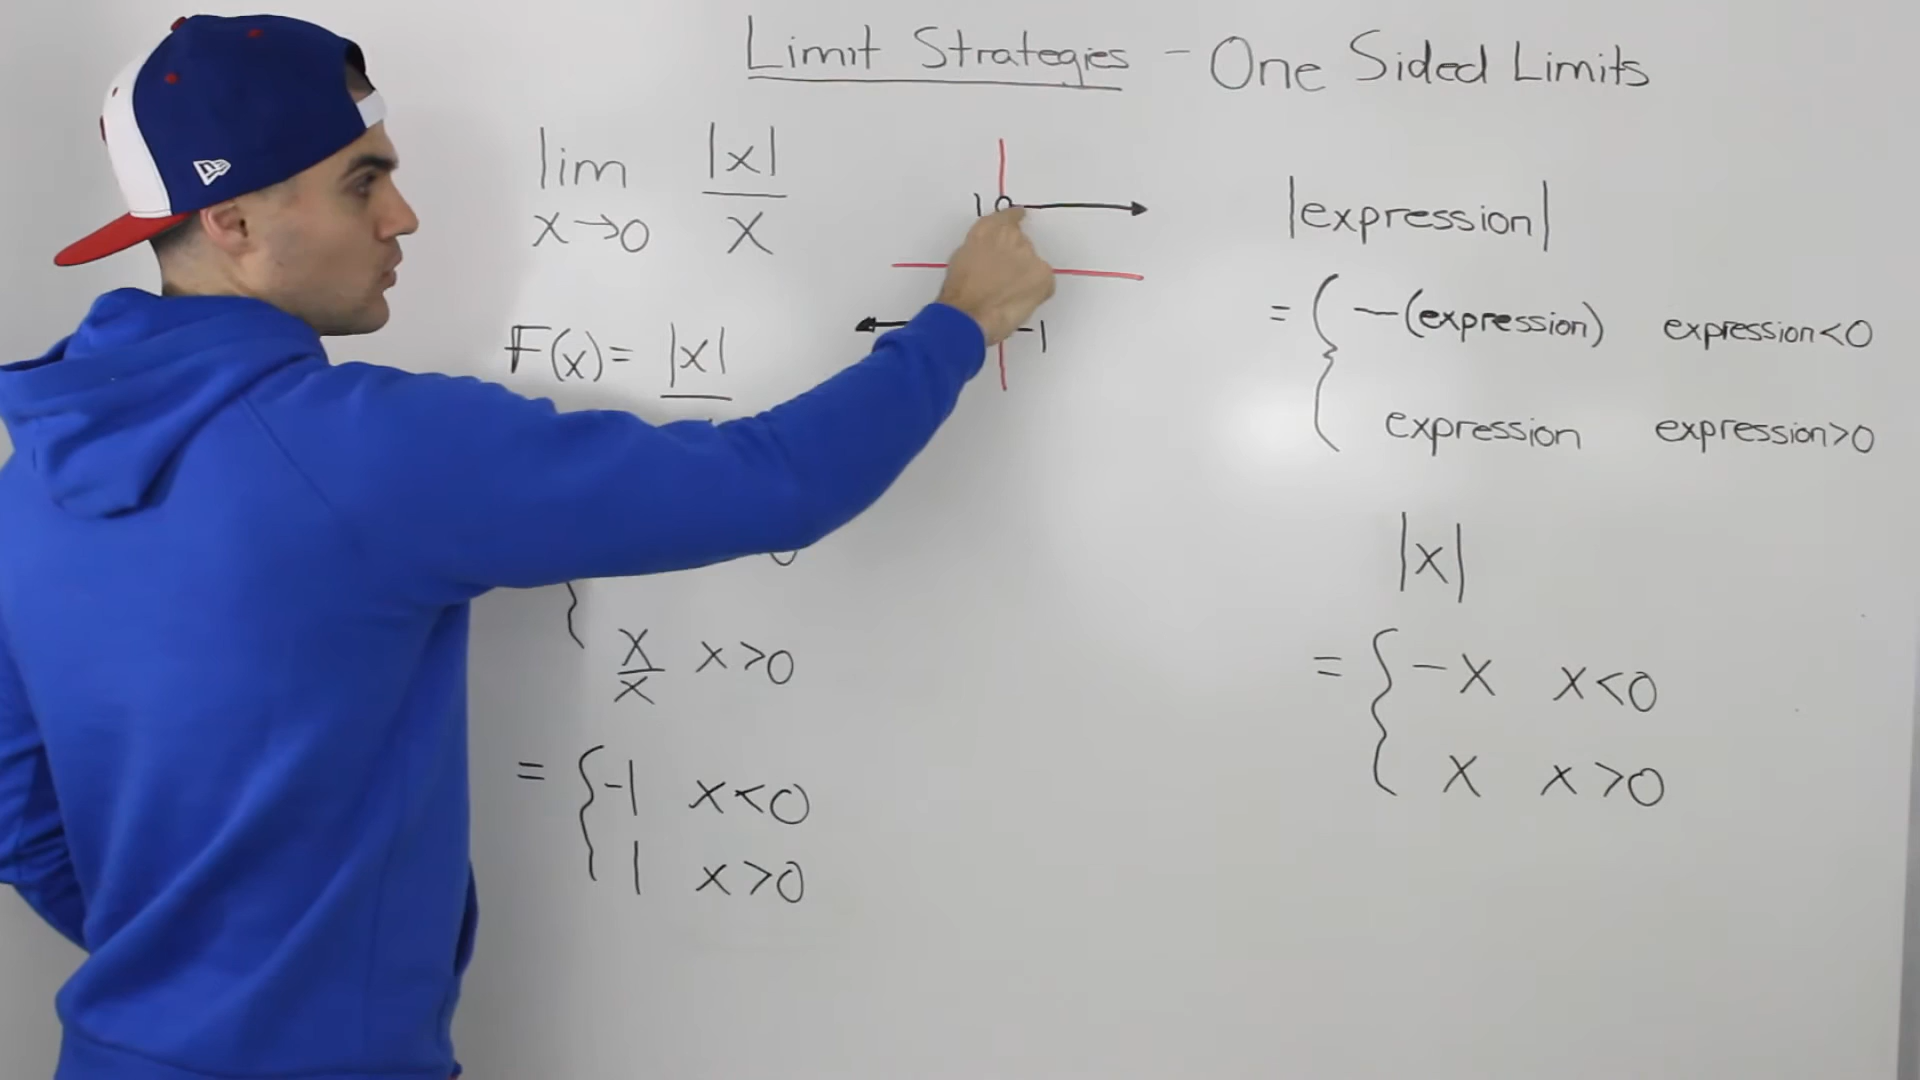 Limit Strategies - One Sided Limits
lim |x|
x→0 x
1
-1
F(x) = |x|
x/x x>0
= { -1 x<0
1 x>0
|expression|
= { -(expression) expression<0
expression expression>0
|x|
= { -x x<0
x x>0